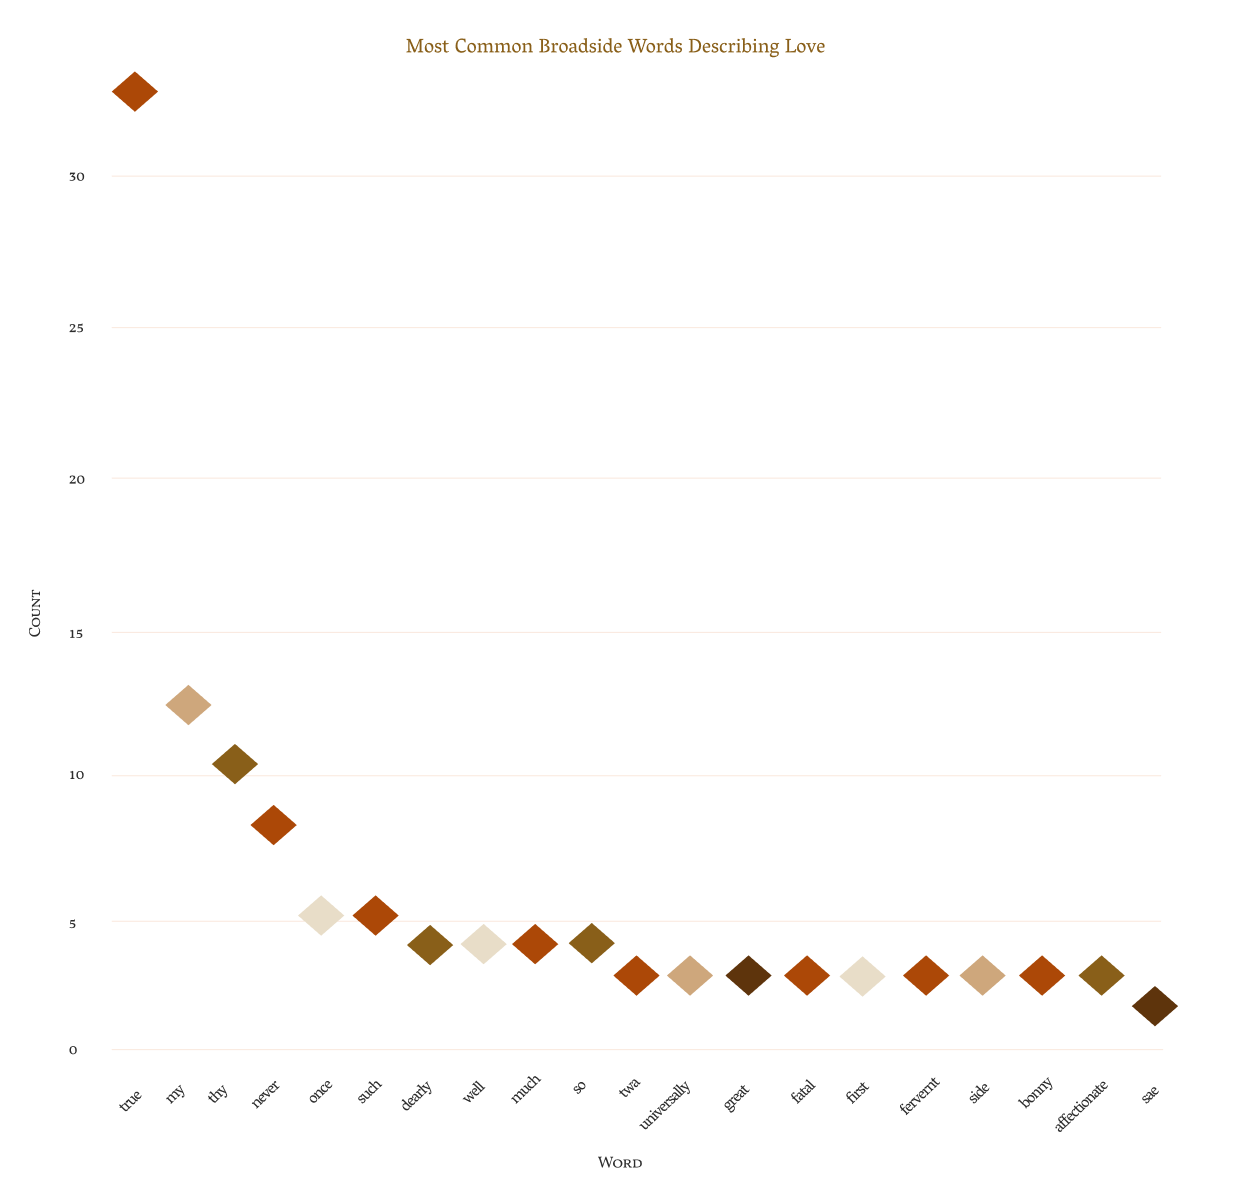 Most Common Broadside Words Describing Love
30
25
20
15
10
5
0
Count
true
my
thy
never
once
such
dearly
well
much
so
twa
universally
great
fatal
first
fervernt
side
bonny
affectionate
sae
Word